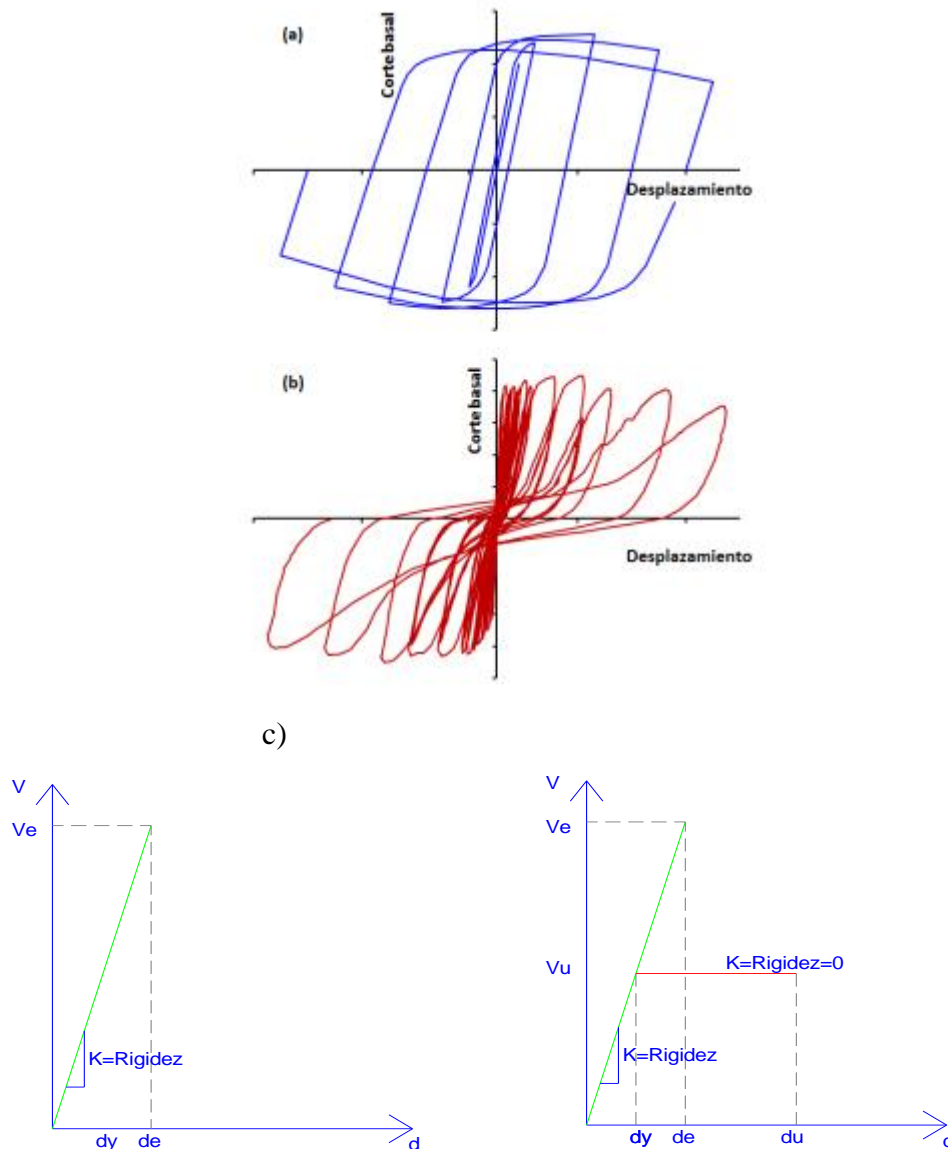 (a)
Corte basal
Desplazamiento
(b)
Corte basal
Desplazamiento
c)
V
Ve
K=Rigidez
dy
de
d
V
Ve
Vu
K=Rigidez=0
K=Rigidez
dy
de
du
d